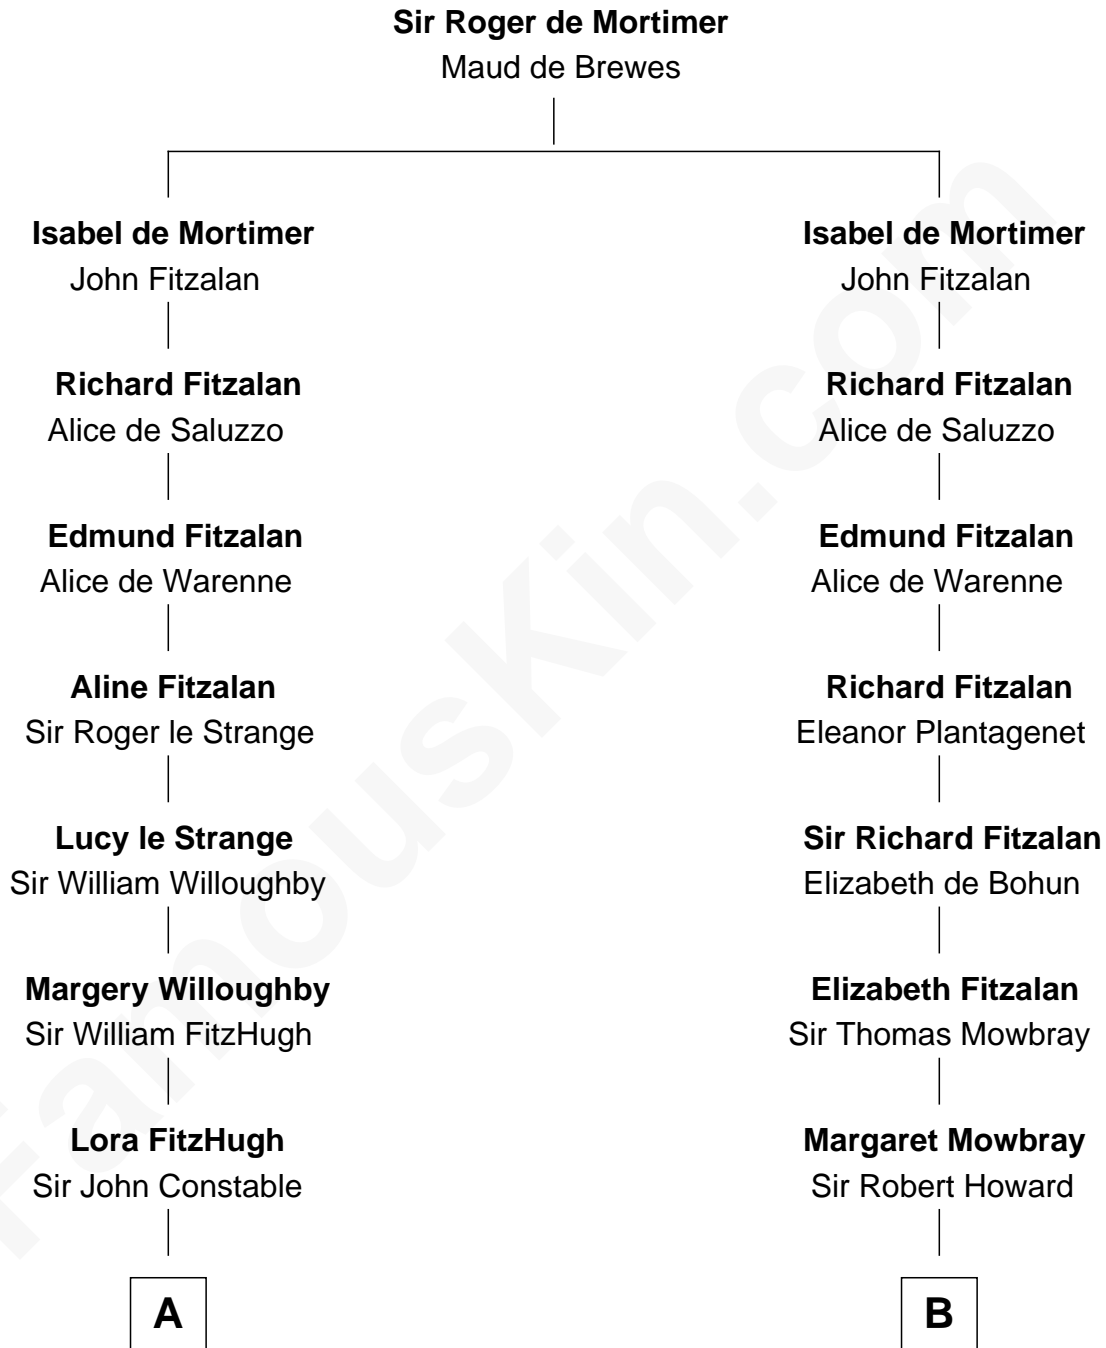 Sir Roger de Mortimer
Maud de Brewes
Isabel de Mortimer
John Fitzalan
Richard Fitzalan
Alice de Saluzzo
Edmund Fitzalan
Alice de Warenne
Aline Fitzalan
Sir Roger le Strange
Lucy le Strange
Sir William Willoughby
Margery Willoughby
Sir William FitzHugh
Lora FitzHugh
Sir John Constable
A
Isabel de Mortimer
John Fitzalan
Richard Fitzalan
Alice de Saluzzo
Edmund Fitzalan
Alice de Warenne
Richard Fitzalan
Eleanor Plantagenet
Sir Richard Fitzalan
Elizabeth de Bohun
Elizabeth Fitzalan
Sir Thomas Mowbray
Margaret Mowbray
Sir Robert Howard
B
FamousKin.com